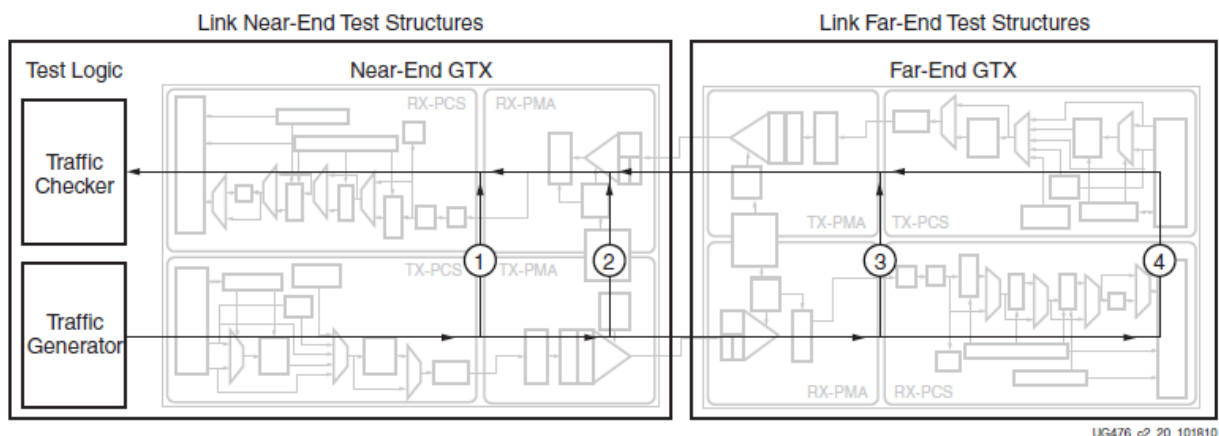 Link Near-End Test Structures
Link Far-End Test Structures
Test Logic
Near-End GTX
Far-End GTX
RX-PCS
RX-PMA
Traffic
Checker
TX-PMA
TX-PCS
1
2
3
4
TX-PCS
TX-PMA
Traffic
Generator
RX-PMA
RX-PCS
UG476_c2_20_101810